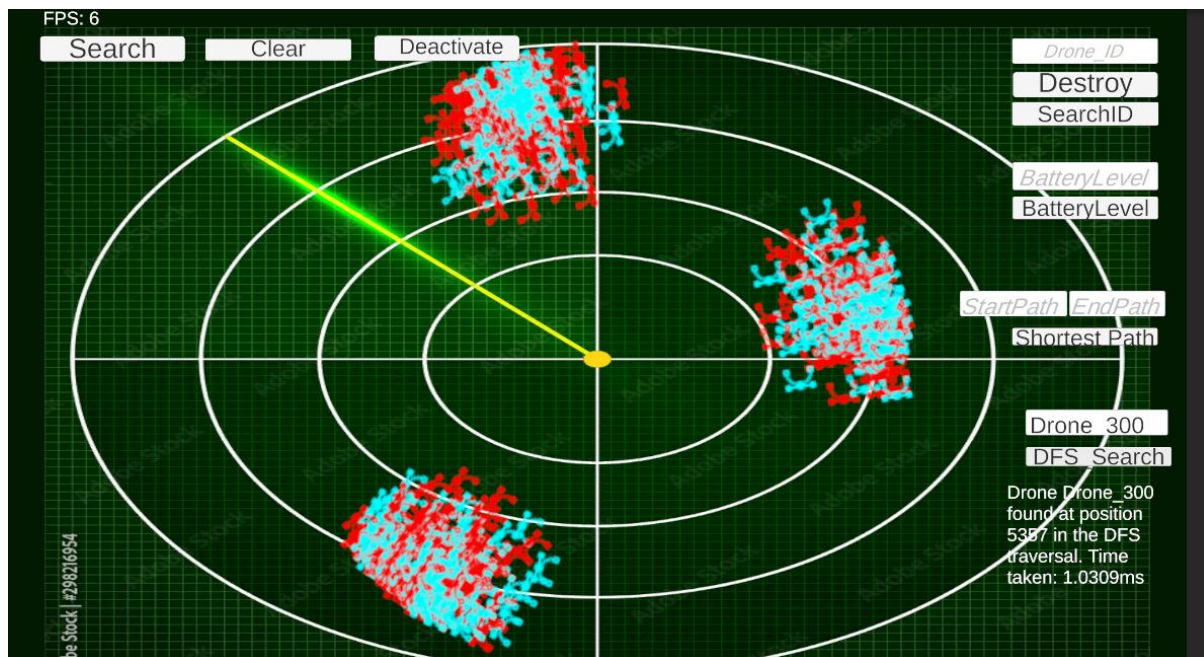 FPS: 6
Search
Clear
Deactivate
Drone_ID
Destroy
SearchID
BatteryLevel
BatteryLevel
StartPath
EndPath
Shortest Path
Drone_300
DFS_Search
Drone Drone_300
found at position
5357 in the DFS
traversal. Time
taken: 1.0309ms
be Stock | #298216954